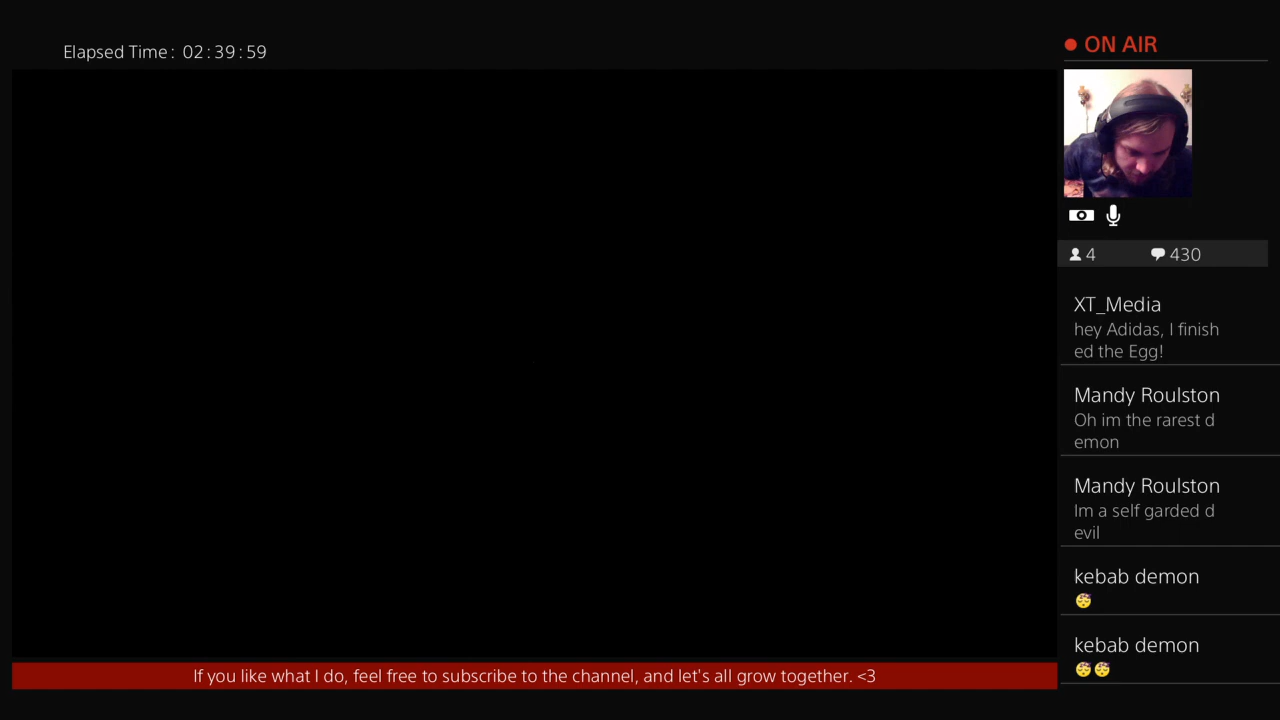 Elapsed Time: 02:39:59
ON AIR
4 430
XT_Media
hey Adidas, I finish
ed the Egg!
Mandy Roulston
Oh im the rarest d
emon
Mandy Roulston
Im a self garded d
evil
kebab demon
😴
kebab demon
😴😴
If you like what I do, feel free to subscribe to the channel, and let's all grow together. <3